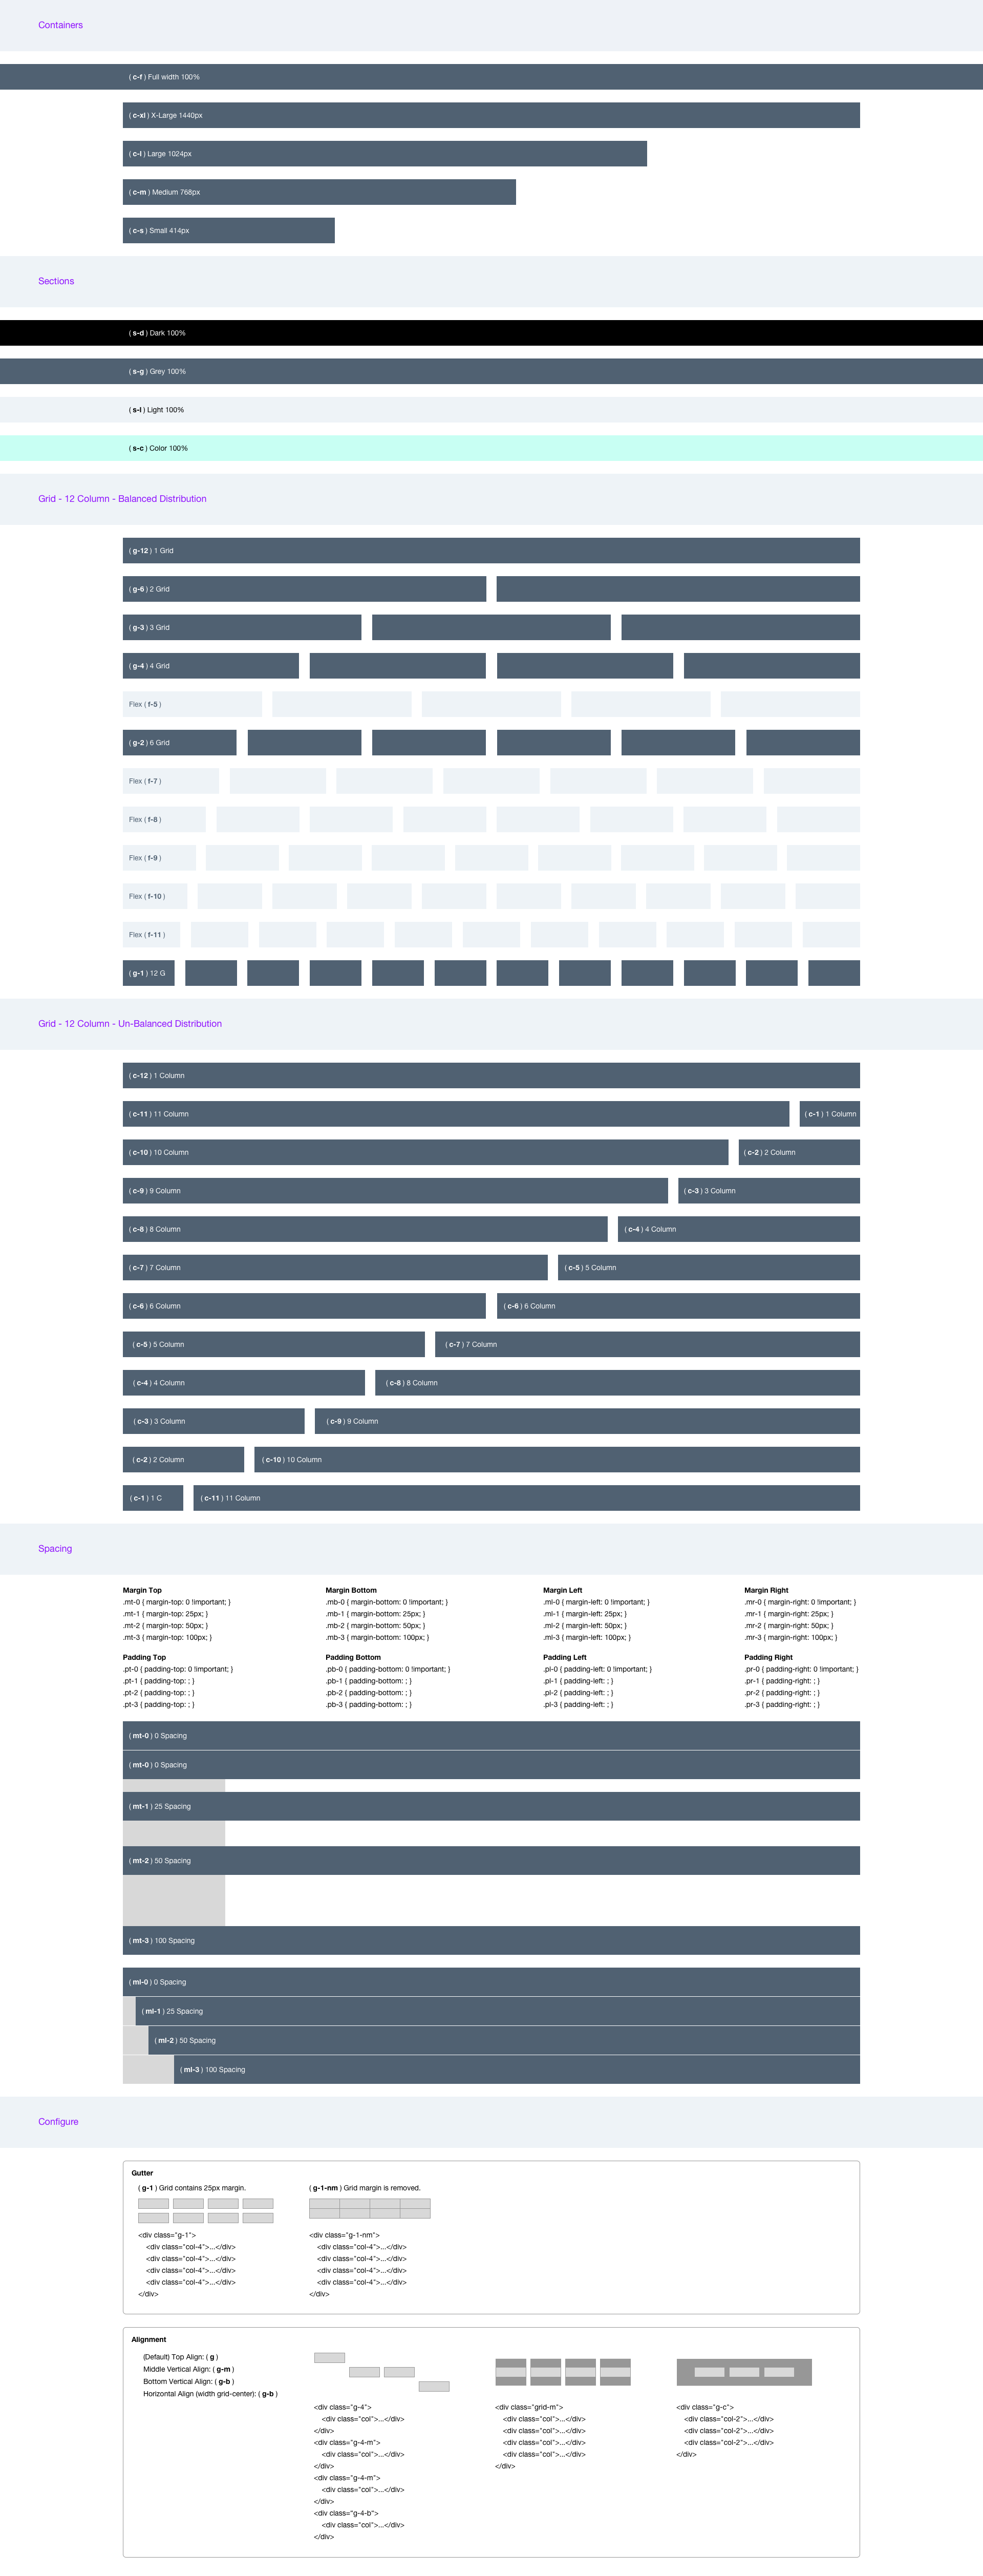 Containers
( c-f ) Full width 100%
( c-xl ) X-Large 1440px
( c-l ) Large 1024px
( c-m ) Medium 768px
( c-s ) Small 414px
Sections
( s-d ) Dark 100%
( s-g ) Grey 100%
( s-l ) Light 100%
( s-c ) Color 100%
Grid - 12 Column - Balanced Distribution
( g-12 ) 1 Grid
( g-6 ) 2 Grid
( g-3 ) 3 Grid
( g-4 ) 4 Grid
Flex ( f-5 )
( g-2 ) 6 Grid
Flex ( f-7 )
Flex ( f-8 )
Flex ( f-9 )
Flex ( f-10 )
Flex ( f-11 )
( g-1 ) 12 G
Grid - 12 Column - Un-Balanced Distribution
( c-12 ) 1 Column
( c-11 ) 11 Column ( c-1 ) 1 Column
( c-10 ) 10 Column ( c-2 ) 2 Column
( c-9 ) 9 Column ( c-3 ) 3 Column
( c-8 ) 8 Column ( c-4 ) 4 Column
( c-7 ) 7 Column ( c-5 ) 5 Column
( c-6 ) 6 Column ( c-6 ) 6 Column
( c-5 ) 5 Column ( c-7 ) 7 Column
( c-4 ) 4 Column ( c-8 ) 8 Column
( c-3 ) 3 Column ( c-9 ) 9 Column
( c-2 ) 2 Column ( c-10 ) 10 Column
( c-1 ) 1 C ( c-11 ) 11 Column
Spacing
Margin Top
.mt-0 { margin-top: 0 !important; }
.mt-1 { margin-top: 25px; }
.mt-2 { margin-top: 50px; }
.mt-3 { margin-top: 100px; }
Margin Bottom
.mb-0 { margin-bottom: 0 !important; }
.mb-1 { margin-bottom: 25px; }
.mb-2 { margin-bottom: 50px; }
.mb-3 { margin-bottom: 100px; }
Margin Left
.ml-0 { margin-left: 0 !important; }
.ml-1 { margin-left: 25px; }
.ml-2 { margin-left: 50px; }
.ml-3 { margin-left: 100px; }
Margin Right
.mr-0 { margin-right: 0 !important; }
.mr-1 { margin-right: 25px; }
.mr-2 { margin-right: 50px; }
.mr-3 { margin-right: 100px; }
Padding Top
.pt-0 { padding-top: 0 !important; }
.pt-1 { padding-top: ; }
.pt-2 { padding-top: ; }
.pt-3 { padding-top: ; }
Padding Bottom
.pb-0 { padding-bottom: 0 !important; }
.pb-1 { padding-bottom: ; }
.pb-2 { padding-bottom: ; }
.pb-3 { padding-bottom: ; }
Padding Left
.pl-0 { padding-left: 0 !important; }
.pl-1 { padding-left: ; }
.pl-2 { padding-left: ; }
.pl-3 { padding-left: ; }
Padding Right
.pr-0 { padding-right: 0 !important; }
.pr-1 { padding-right: ; }
.pr-2 { padding-right: ; }
.pr-3 { padding-right: ; }
( mt-0 ) 0 Spacing
( mt-0 ) 0 Spacing
( mt-1 ) 25 Spacing
( mt-2 ) 50 Spacing
( mt-3 ) 100 Spacing
( ml-0 ) 0 Spacing
( ml-1 ) 25 Spacing
( ml-2 ) 50 Spacing
( ml-3 ) 100 Spacing
Configure
Gutter
( g-1 ) Grid contains 25px margin.
<div class="g-1">
<div class="col-4">...</div>
<div class="col-4">...</div>
<div class="col-4">...</div>
<div class="col-4">...</div>
</div>
( g-1-nm ) Grid margin is removed.
<div class="g-1-nm">
<div class="col-4">...</div>
<div class="col-4">...</div>
<div class="col-4">...</div>
<div class="col-4">...</div>
</div>
Alignment
(Default) Top Align: ( g )
Middle Vertical Align: ( g-m )
Bottom Vertical Align: ( g-b )
Horizontal Align (width grid-center): ( g-b )
<div class="g-4">
<div class="col">...</div>
</div>
<div class="g-4-m">
<div class="col">...</div>
</div>
<div class="g-4-m">
<div class="col">...</div>
</div>
<div class="g-4-b">
<div class="col">...</div>
</div>
<div class="grid-m">
<div class="col">...</div>
<div class="col">...</div>
<div class="col">...</div>
<div class="col">...</div>
</div>
<div class="g-c">
<div class="col-2">...</div>
<div class="col-2">...</div>
<div class="col-2">...</div>
</div>